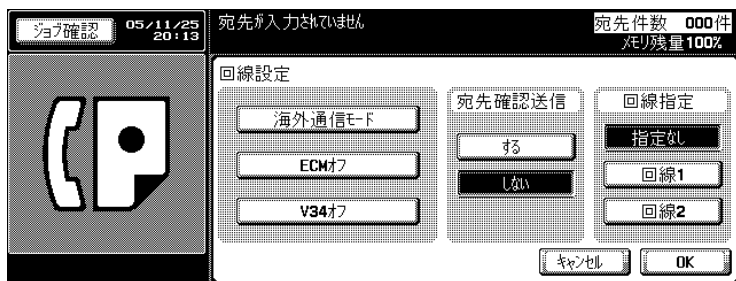 ジョブ確認
05/11/25
20:13
宛先が入力されていません
宛先件数 000件
メモリ残量100%
回線設定
海外通信モード
ECMオフ
V34オフ
宛先確認送信
する
しない
回線指定
指定なし
回線1
回線2
キャンセル
OK